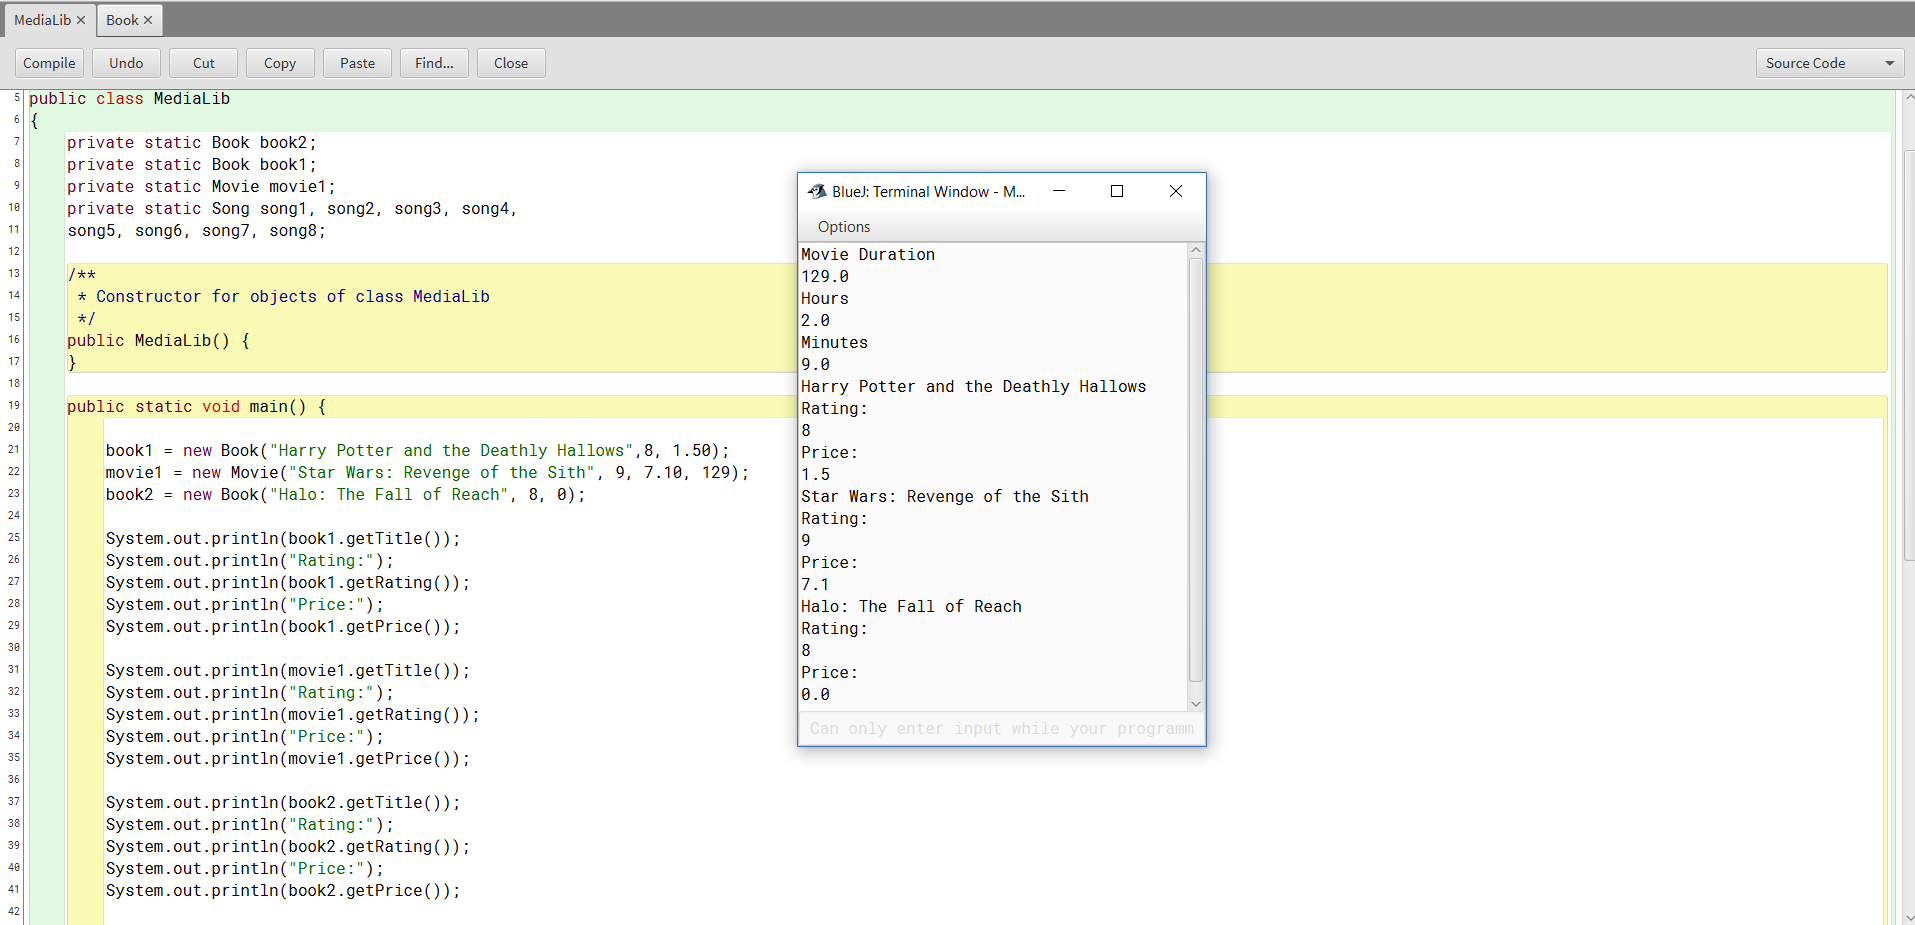 MediaLib ×
Book ×
Compile
Undo
Cut
Copy
Paste
Find...
Close
Source Code
5 public class MediaLib
6 {
7 private static Book book2;
8 private static Book book1;
9 private static Movie movie1;
10 private static Song song1, song2, song3, song4,
11 song5, song6, song7, song8;
12
13 /**
14 * Constructor for objects of class MediaLib
15 */
16 public MediaLib() {
17 }
18
19 public static void main() {
20
21 book1 = new Book("Harry Potter and the Deathly Hallows",8, 1.50);
22 movie1 = new Movie("Star Wars: Revenge of the Sith", 9, 7.10, 129);
23 book2 = new Book("Halo: The Fall of Reach", 8, 0);
24
25 System.out.println(book1.getTitle());
26 System.out.println("Rating:");
27 System.out.println(book1.getRating());
28 System.out.println("Price:");
29 System.out.println(book1.getPrice());
30
31 System.out.println(movie1.getTitle());
32 System.out.println("Rating:");
33 System.out.println(movie1.getRating());
34 System.out.println("Price:");
35 System.out.println(movie1.getPrice());
36
37 System.out.println(book2.getTitle());
38 System.out.println("Rating:");
39 System.out.println(book2.getRating());
40 System.out.println("Price:");
41 System.out.println(book2.getPrice());
42
BlueJ: Terminal Window - M...
Options
Movie Duration
129.0
Hours
2.0
Minutes
9.0
Harry Potter and the Deathly Hallows
Rating:
8
Price:
1.5
Star Wars: Revenge of the Sith
Rating:
9
Price:
7.1
Halo: The Fall of Reach
Rating:
8
Price:
0.0
Can only enter input while your programm